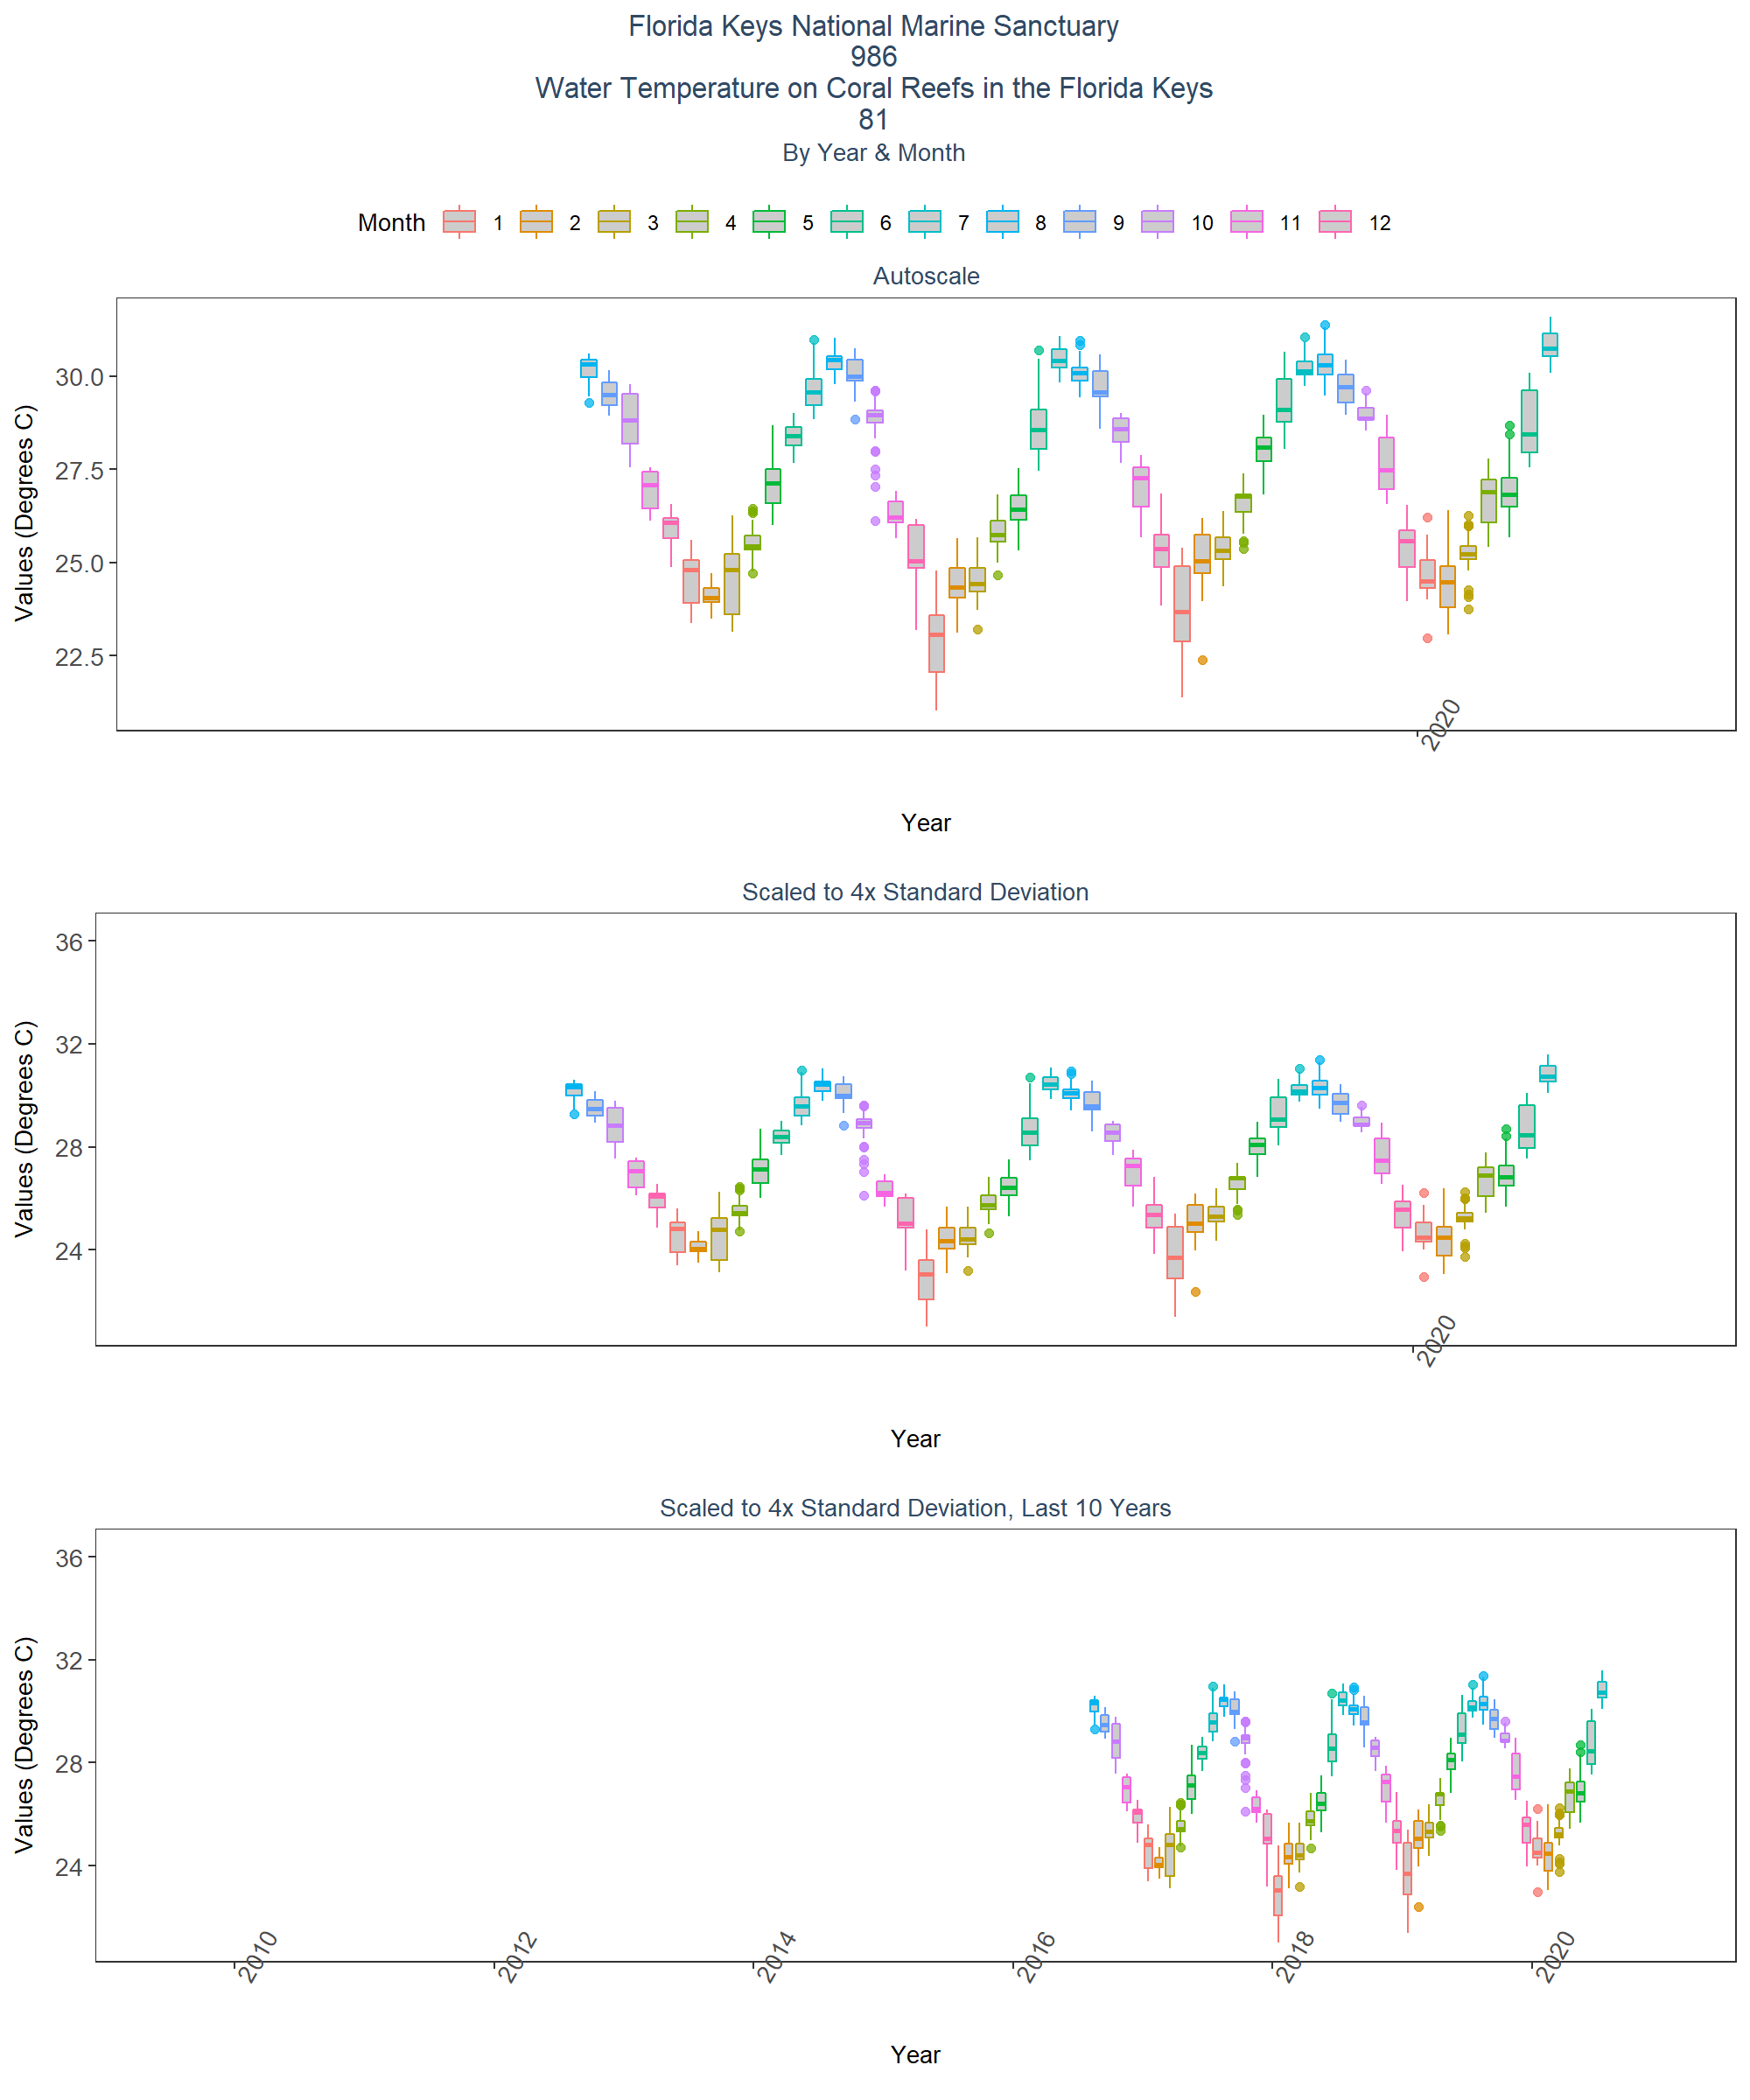 Florida Keys National Marine Sanctuary
986
Water Temperature on Coral Reefs in the Florida Keys
81
By Year & Month
Month 1 2 3 4 5 6 7 8 9 10 11 12
Autoscale
Values (Degrees C)
30.0
27.5
25.0
22.5
2020
Year
Scaled to 4x Standard Deviation
Values (Degrees C)
36
32
28
24
2020
Year
Scaled to 4x Standard Deviation, Last 10 Years
Values (Degrees C)
36
32
28
24
2010 2012 2014 2016 2018 2020
Year